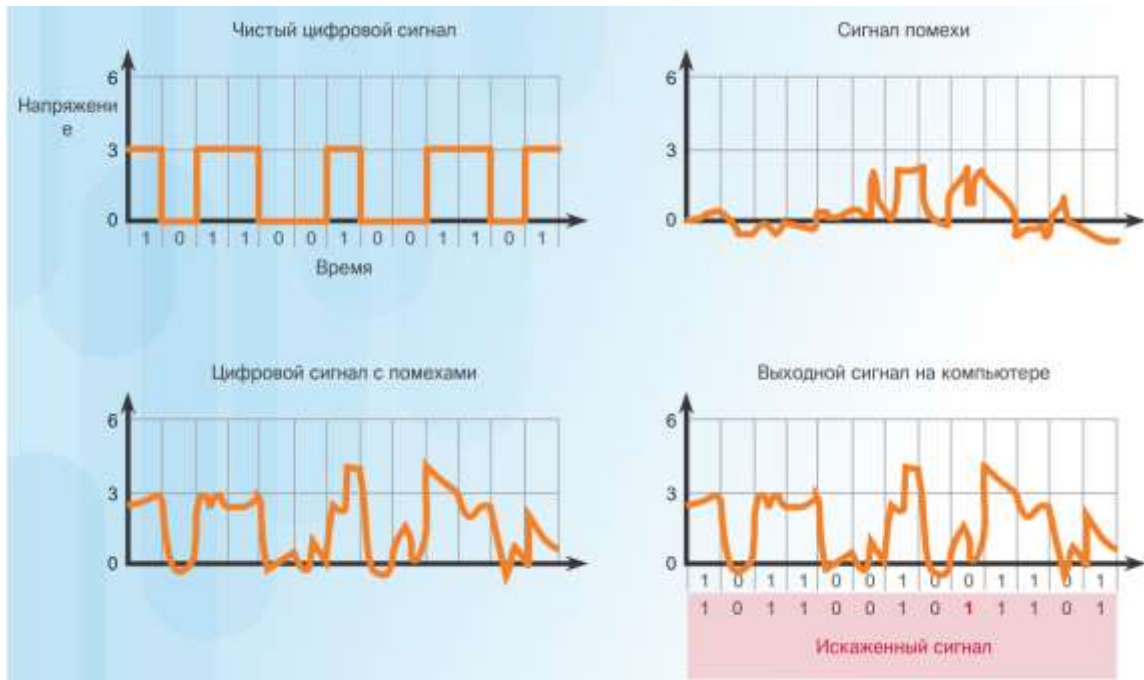 Чистый цифровой сигнал
6
Напряжени
е
3
0
1 0 1 1 0 0 1 0 0 1 1 0 1
Время
Сигнал помехи
6
3
0
Цифровой сигнал с помехами
6
3
0
Выходной сигнал на компьютере
6
3
0
1 0 1 1 0 0 1 0 0 1 1 0 1
1 0 1 1 0 0 1 0 1 1 1 0 1
Искаженный сигнал